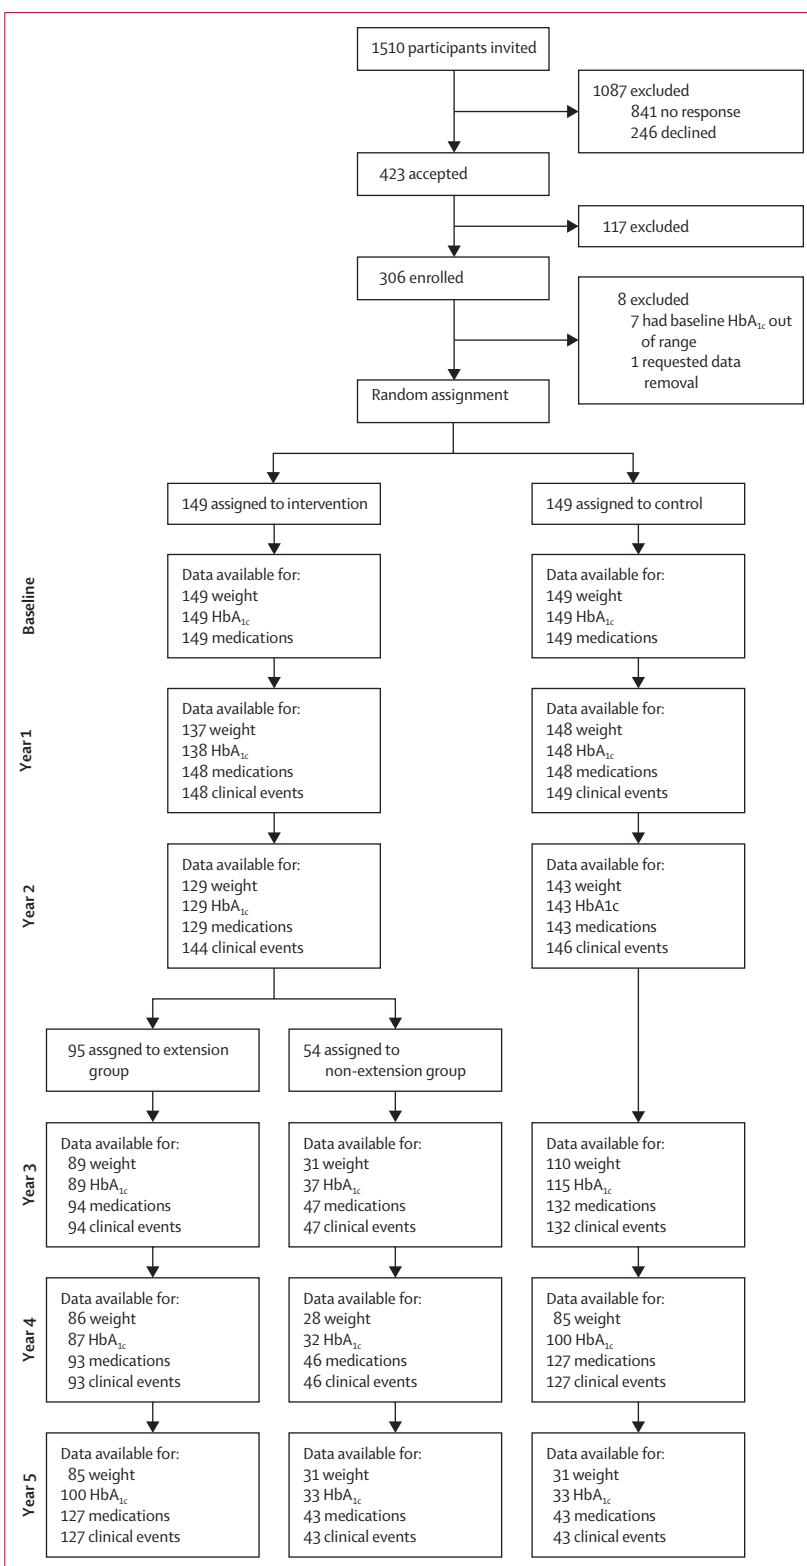 1510 participants invited
1087 excluded
841 no response
246 declined
423 accepted
117 excluded
306 enrolled
8 excluded
7 had baseline HbA1c out
of range
1 requested data
removal
Random assignment
149 assigned to intervention
149 assigned to control
Baseline
Data available for:
149 weight
149 HbA1c
149 medications
Data available for:
149 weight
149 HbA1c
149 medications
Year 1
Data available for:
137 weight
138 HbA1c
148 medications
148 clinical events
Data available for:
148 weight
148 HbA1c
148 medications
149 clinical events
Year 2
Data available for:
129 weight
129 HbA1c
129 medications
144 clinical events
Data available for:
143 weight
143 HbA1c
143 medications
146 clinical events
95 assgned to extension
group
54 assigned to
non-extension group
Year 3
Data available for:
89 weight
89 HbA1c
94 medications
94 clinical events
Data available for:
31 weight
37 HbA1c
47 medications
47 clinical events
Data available for:
110 weight
115 HbA1c
132 medications
132 clinical events
Year 4
Data available for:
86 weight
87 HbA1c
93 medications
93 clinical events
Data available for:
28 weight
32 HbA1c
46 medications
46 clinical events
Data available for:
85 weight
100 HbA1c
127 medications
127 clinical events
Year 5
Data available for:
85 weight
100 HbA1c
127 medications
127 clinical events
Data available for:
31 weight
33 HbA1c
43 medications
43 clinical events
Data available for:
31 weight
33 HbA1c
43 medications
43 clinical events